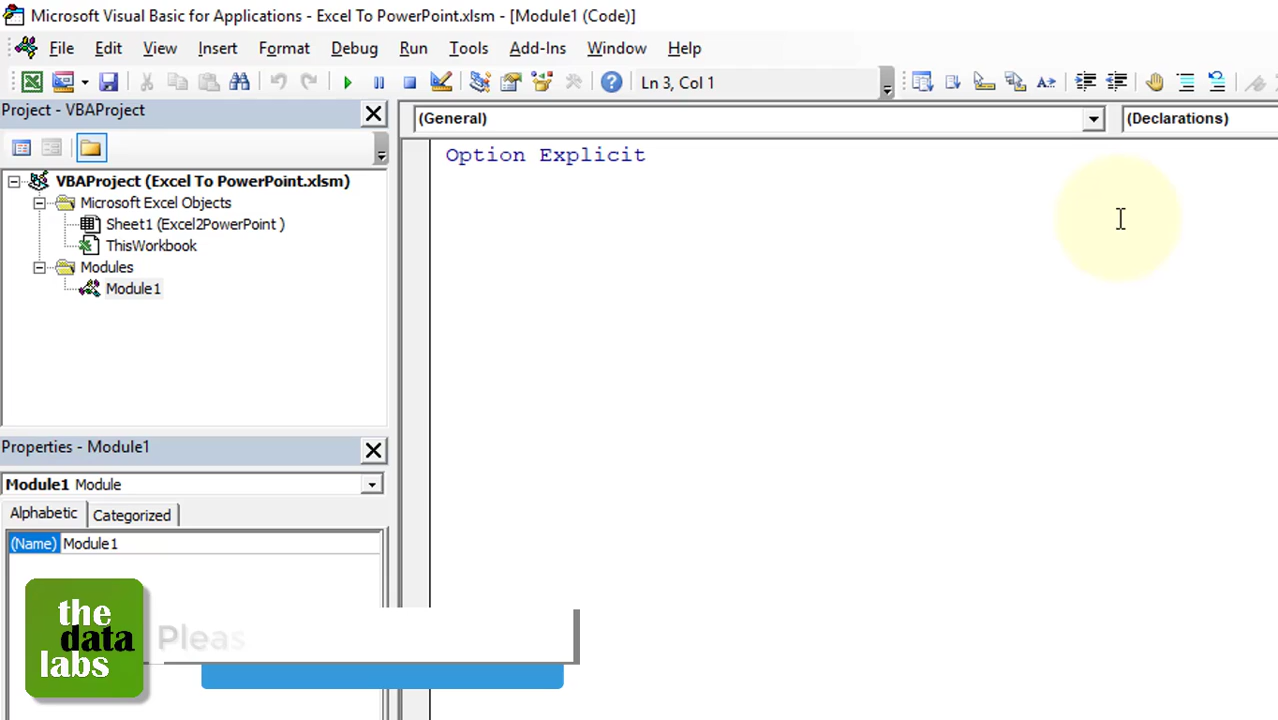 Microsoft Visual Basic for Applications - Excel To PowerPoint.xlsm - [Module1 (Code)]
File Edit View Insert Format Debug Run Tools Add-Ins Window Help
Ln 3, Col 1
Project - VBAProject
(General)
(Declarations)
Option Explicit
VBAProject (Excel To PowerPoint.xlsm)
Microsoft Excel Objects
Sheet1 (Excel2PowerPoint )
ThisWorkbook
Modules
Module1
Properties - Module1
Module1 Module
Alphabetic Categorized
(Name) Module1
the
data
labs
Pleas